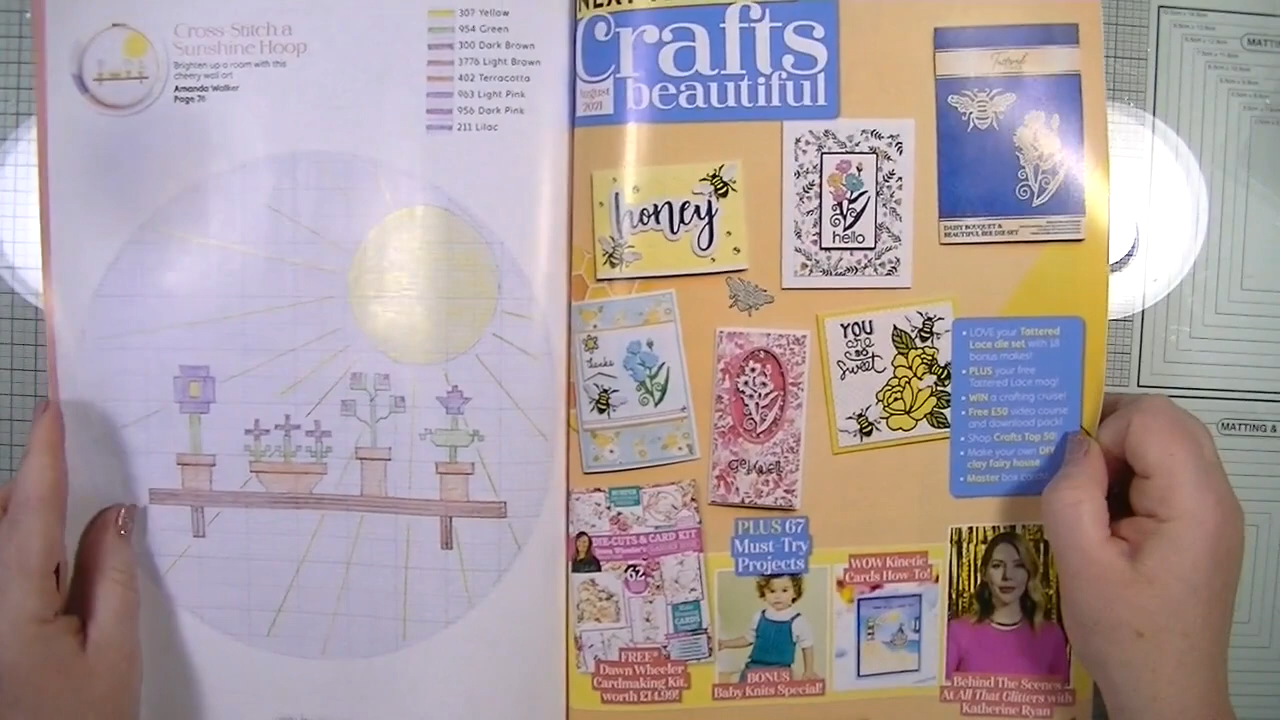 Cross-Stitch a
Sunshine Hoop
Brighten up a room with this
cheery wall art
Amanda Walker
Page 76
307 Yellow
954 Green
300 Dark Brown
3776 Light Brown
402 Terracotta
963 Light Pink
956 Dark Pink
211 Lilac
NEXT
Crafts
beautiful
August
2021
Tattered
honey
hello
DAISY BOUQUET &
BEAUTIFUL BEE DIE SET
thanks
get well
YOU
ARE
SO
Sweet
• LOVE your Tattered
Lace die set with 18
bonus makes!
• PLUS your free
Tattered Lace mag!
• WIN a crafting cruise!
• Free £50 video course
and download pack!
• Shop Crafts Top 50!
• Make your own DIY
clay fairy house
• Master box cards!
BUMPER
DIE-CUTS & CARD KIT
62
CARDS
FREE*
Dawn Wheeler
Cardmaking Kit,
worth £14.99!
PLUS 67
Must-Try
Projects
BONUS
Baby Knits Special!
WOW Kinetic
Cards How-To!
Behind The Scenes
At All That Glitters with
Katherine Ryan
MATTING &